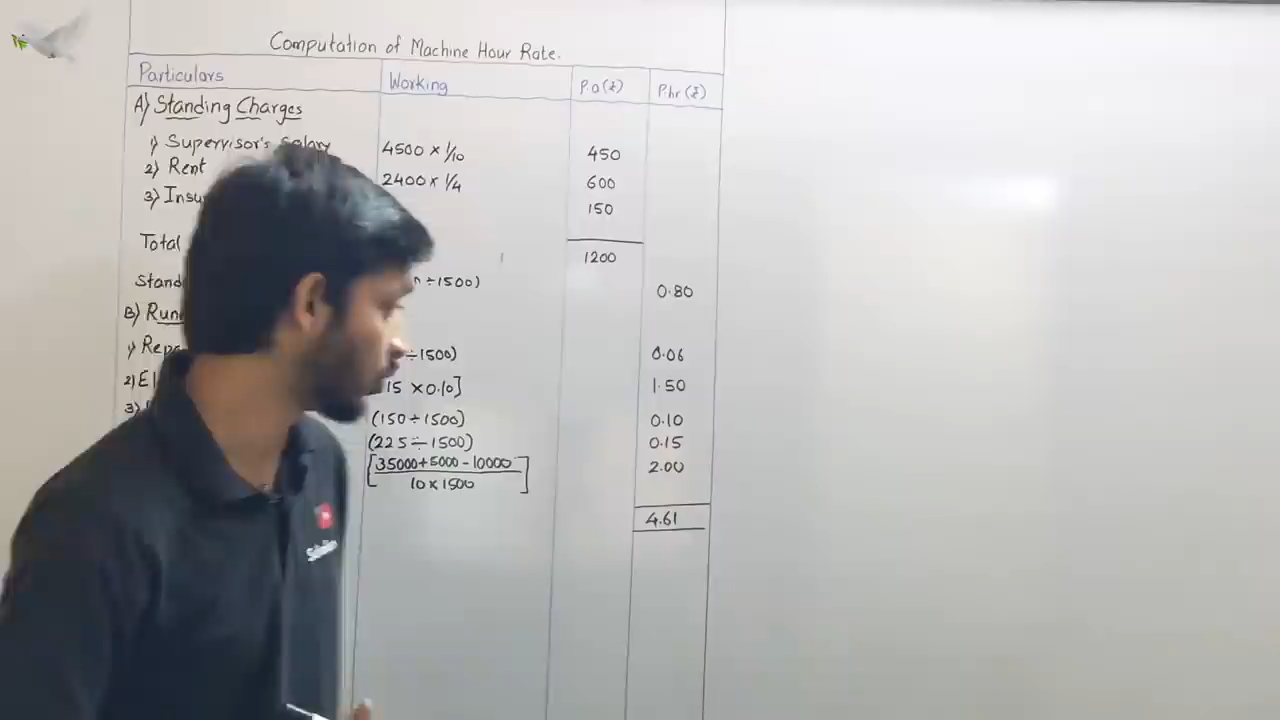 Computation of Machine Hour Rate.
Particulars Working P.a (₹) P.hr (₹)
A) Standing Charges
1) Supervisor's Salary 4500 × 1/10 450
2) Rent 2400 × 1/4 600
3) Insu 150
Total 1200
Stand ÷1500) 0.80
B) Run
1) Repa ÷1500) 0.06
2) El 15 × 0.10] 1.50
3) (150 ÷ 1500) 0.10
(225 ÷ 1500) 0.15
[35000+5000-10000 / 10 × 1500] 2.00
4.61